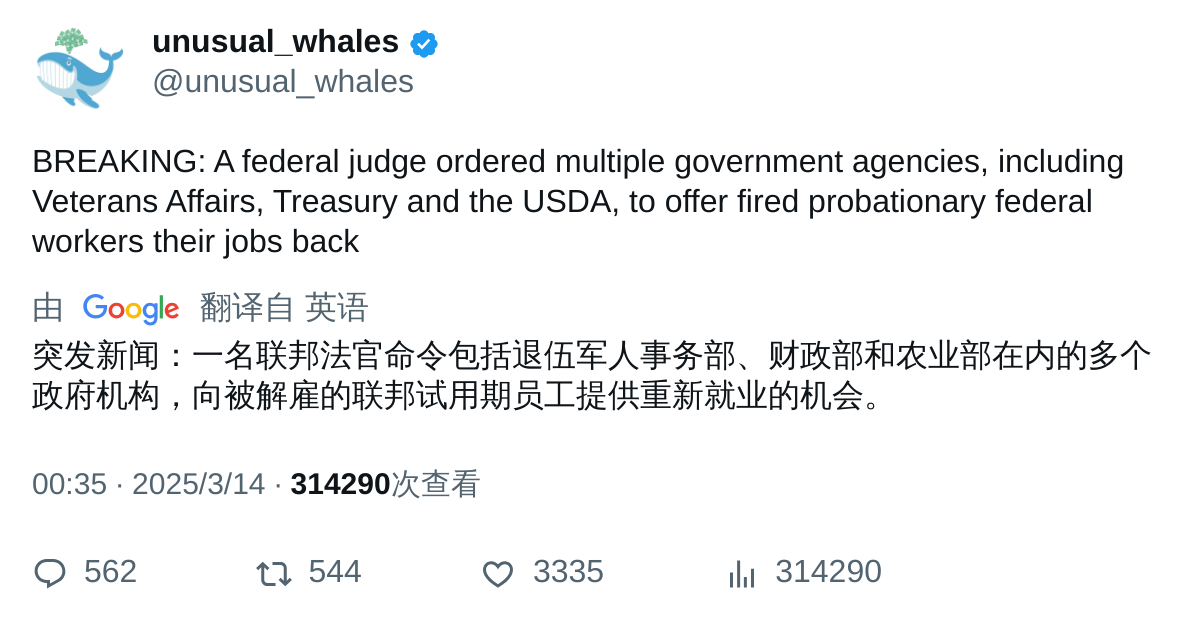 unusual_whales
@unusual_whales
BREAKING: A federal judge ordered multiple government agencies, including
Veterans Affairs, Treasury and the USDA, to offer fired probationary federal
workers their jobs back
由 Google 翻译自 英语
突发新闻：一名联邦法官命令包括退伍军人事务部、财政部和农业部在内的多个
政府机构，向被解雇的联邦试用期员工提供重新就业的机会。
00:35 · 2025/3/14 · 314290次查看
562 544 3335 314290